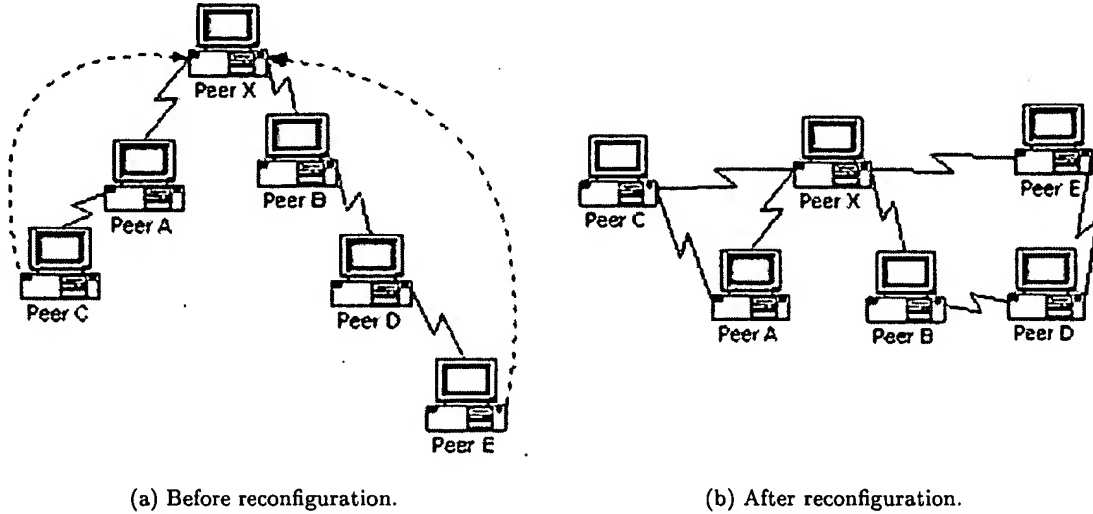 Peer X
Peer A
Peer B
Peer C
Peer D
Peer E
(a) Before reconfiguration.
Peer C
Peer X
Peer E
Peer A
Peer B
Peer D
(b) After reconfiguration.